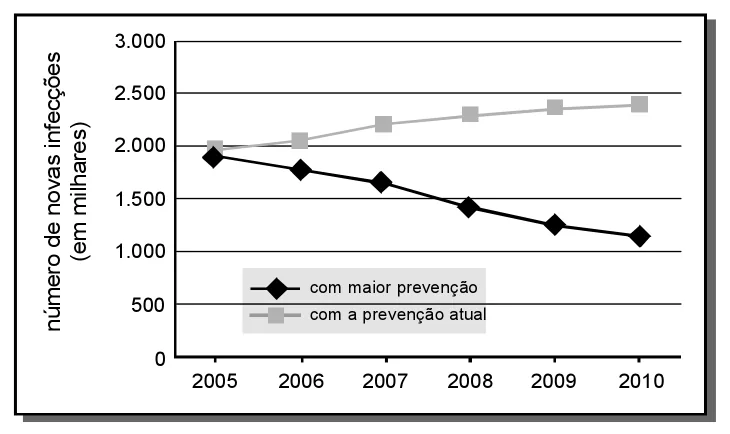 número de novas infecções
(em milhares)
3.000
2.500
2.000
1.500
1.000
500
0
com maior prevenção
com a prevenção atual
2005 2006 2007 2008 2009 2010